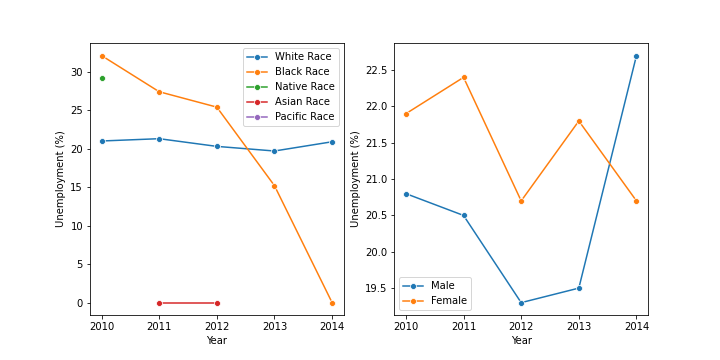 White Race
Black Race
Native Race
Asian Race
Pacific Race
30
25
20
15
10
5
0
Unemployment (%)
2010 2011 2012 2013 2014
Year
22.5
22.0
21.5
21.0
20.5
20.0
19.5
Unemployment (%)
Male
Female
2010 2011 2012 2013 2014
Year